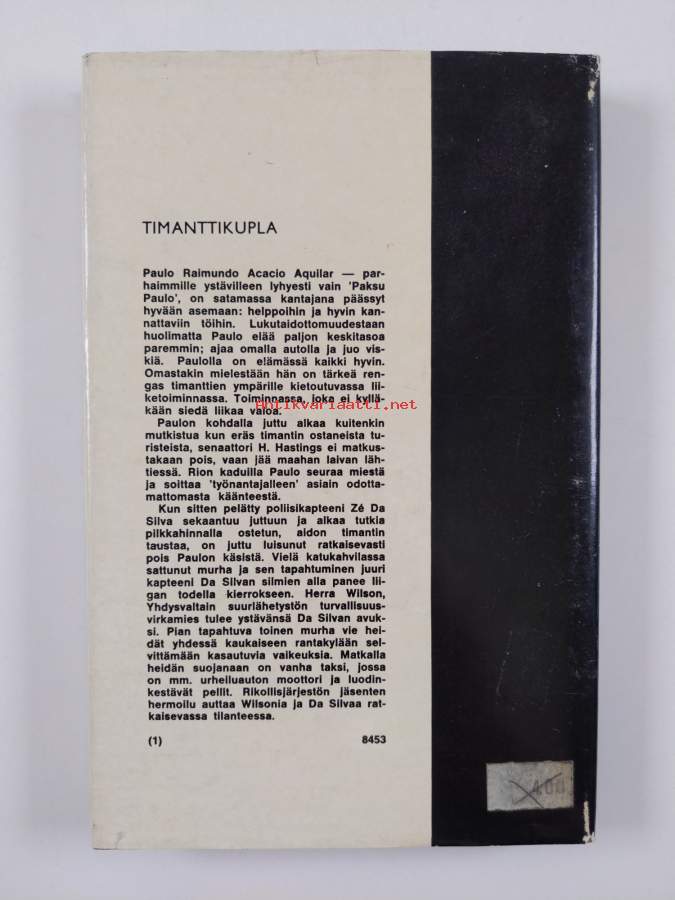 TIMANTTIKUPLA
Paulo Raimundo Acacio Aquilar — par-
haimmille ystävilleen lyhyesti vain 'Paksu
Paulo', on satamassa kantajana päässyt
hyvään asemaan: helppoihin ja hyvin kan-
nattaviin töihin. Lukutaidottomuudestaan
huolimatta Paulo elää paljon keskitasoa
paremmin; ajaa omalla autolla ja juo vis-
kiä. Paulolla on elämässä kaikki hyvin.
Omastakin mielestään hän on tärkeä ren-
gas timanttien ympärille kietoutuvassa lii-
ketoiminnassa. Toiminnassa, joka ei kyllä-
kään siedä liikaa valoa.
Antikvariaatti.net
Paulon kohdalla juttu alkaa kuitenkin
mutkistua kun eräs timantin ostaneista tu-
risteista, senaattori H. Hastings ei matkus-
takaan pois, vaan jää maahan laivan läh-
tiessä. Rion kaduilla Paulo seuraa miestä
ja soittaa 'työnantajalleen' asiain odotta-
mattomasta käänteestä.
Kun sitten pelätty poliisikapteeni Zé Da
Silva sekaantuu juttuun ja alkaa tutkia
pilkkahinnalla ostetun, aidon timantin
taustaa, on juttu luisunut ratkaisevasti
pois Paulon käsistä. Vielä katukahvilassa
sattunut murha ja sen tapahtuminen juuri
kapteeni Da Silvan silmien alla panee lii-
gan todella kierrokseen. Herra Wilson,
Yhdysvaltain suurlähetystön turvallisuus-
virkamies tulee ystävänsä Da Silvan avuk-
si. Pian tapahtuva toinen murha vie hei-
dät yhdessä kaukaiseen rantakylään sel-
vittämään kasautuvia vaikeuksia. Matkalla
heidän suojanaan on vanha taksi, jossa
on mm. urheiluauton moottori ja luodin-
kestävät pellit. Rikollisjärjestön jäsenten
hermoilu auttaa Wilsonia ja Da Silvaa rat-
kaisevassa tilanteessa.
(1) 8453